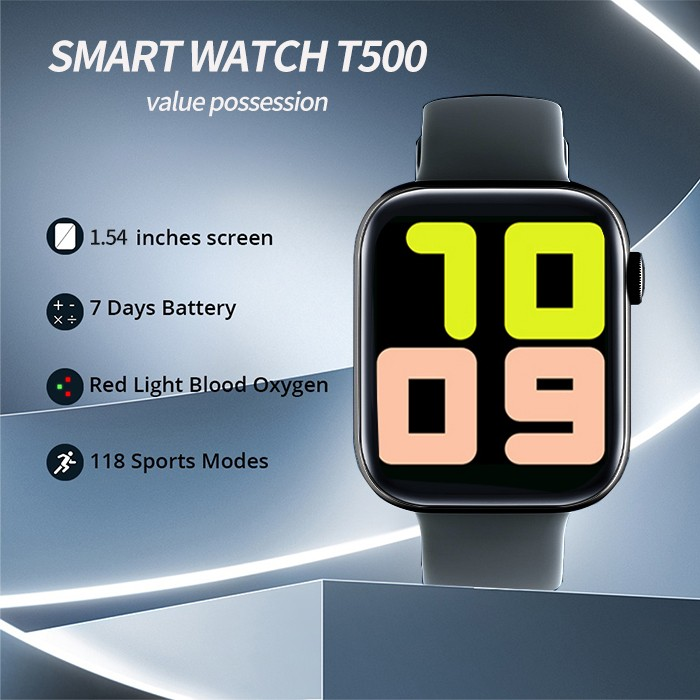 SMART WATCH T500
value possession
1.54 inches screen
7 Days Battery
Red Light Blood Oxygen
118 Sports Modes
10
09